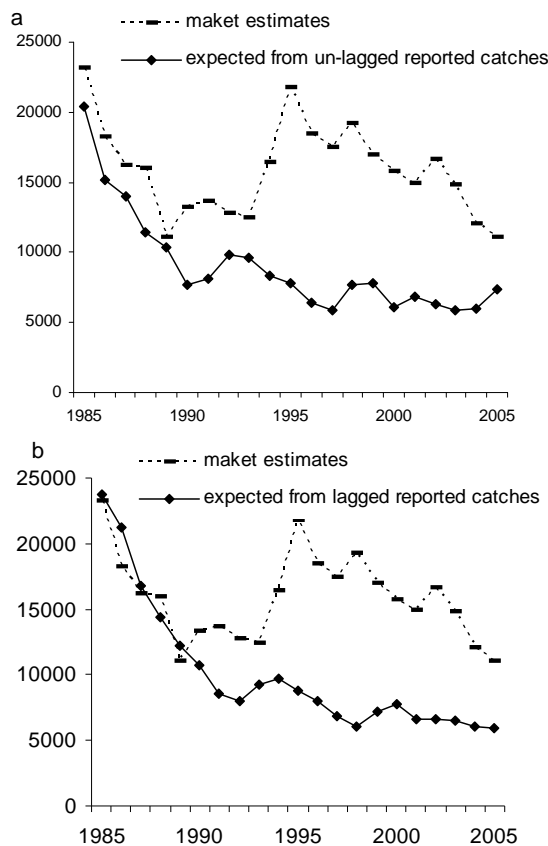 a
maket estimates
expected from un-lagged reported catches
25000
20000
15000
10000
5000
0
1985 1990 1995 2000 2005
b
maket estimates
expected from lagged reported catches
25000
20000
15000
10000
5000
0
1985 1990 1995 2000 2005